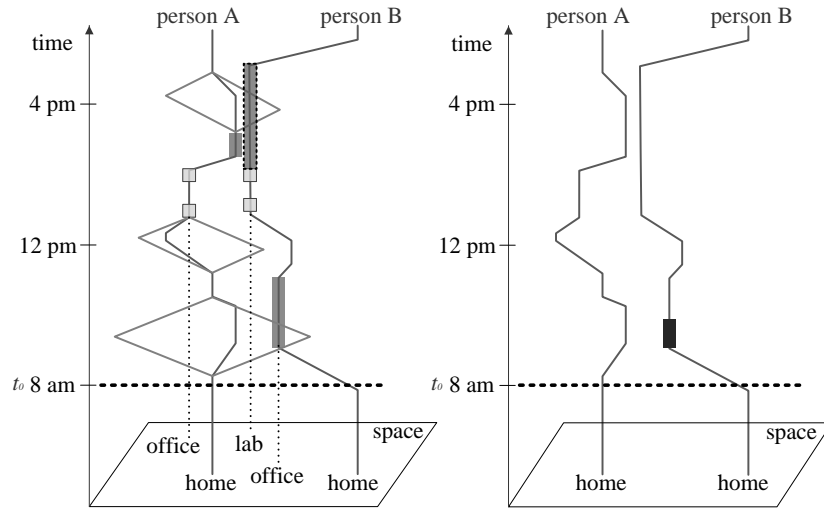 person A
person B
time
4 pm
12 pm
t₀ 8 am
space
office
lab
office
home
home
person A
person B
time
4 pm
12 pm
t₀ 8 am
space
home
home